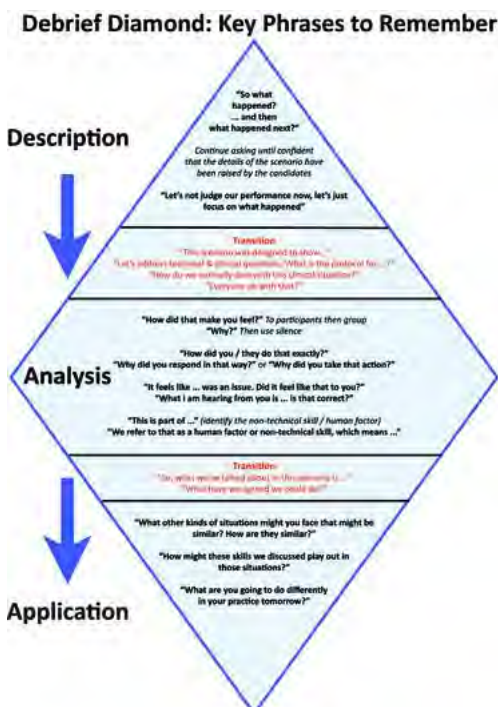 Debrief Diamond: Key Phrases to Remember
"So what
happened?
... and then
what happened next?"
Description
Continue asking until confident
that the details of the scenario have
been raised by the candidates
"Let's not judge our performance now, let's just
focus on what happened"
Transition
"This scenario was designed to show..."
"Let's address technical & clinical questions, "What is the protocol for...?"
"How do we normally deal with this clinical situation?"
"Everyone ok with that?"
"How did that make you feel?" To participants then group
"Why?" Then use silence
"How did you / they do that exactly?"
Analysis
"Why did you respond in that way?" or "Why did you take that action?"
"It feels like ... was an issue. Did it feel like that to you?"
"What i am hearing from you is ... is that correct?"
"This is part of ..." (identify the non-technical skill / human factor)
"We refer to that as a human factor or non-technical skill, which means ..."
Transition
"So, what we've talked about in this scenario is..."
"What have we agreed we could do?"
"What other kinds of situations might you face that might be
similar? How are they similar?"
"How might these skills we discussed play out in
those situations?"
"What are you going to do differently
in your practice tomorrow?"
Application